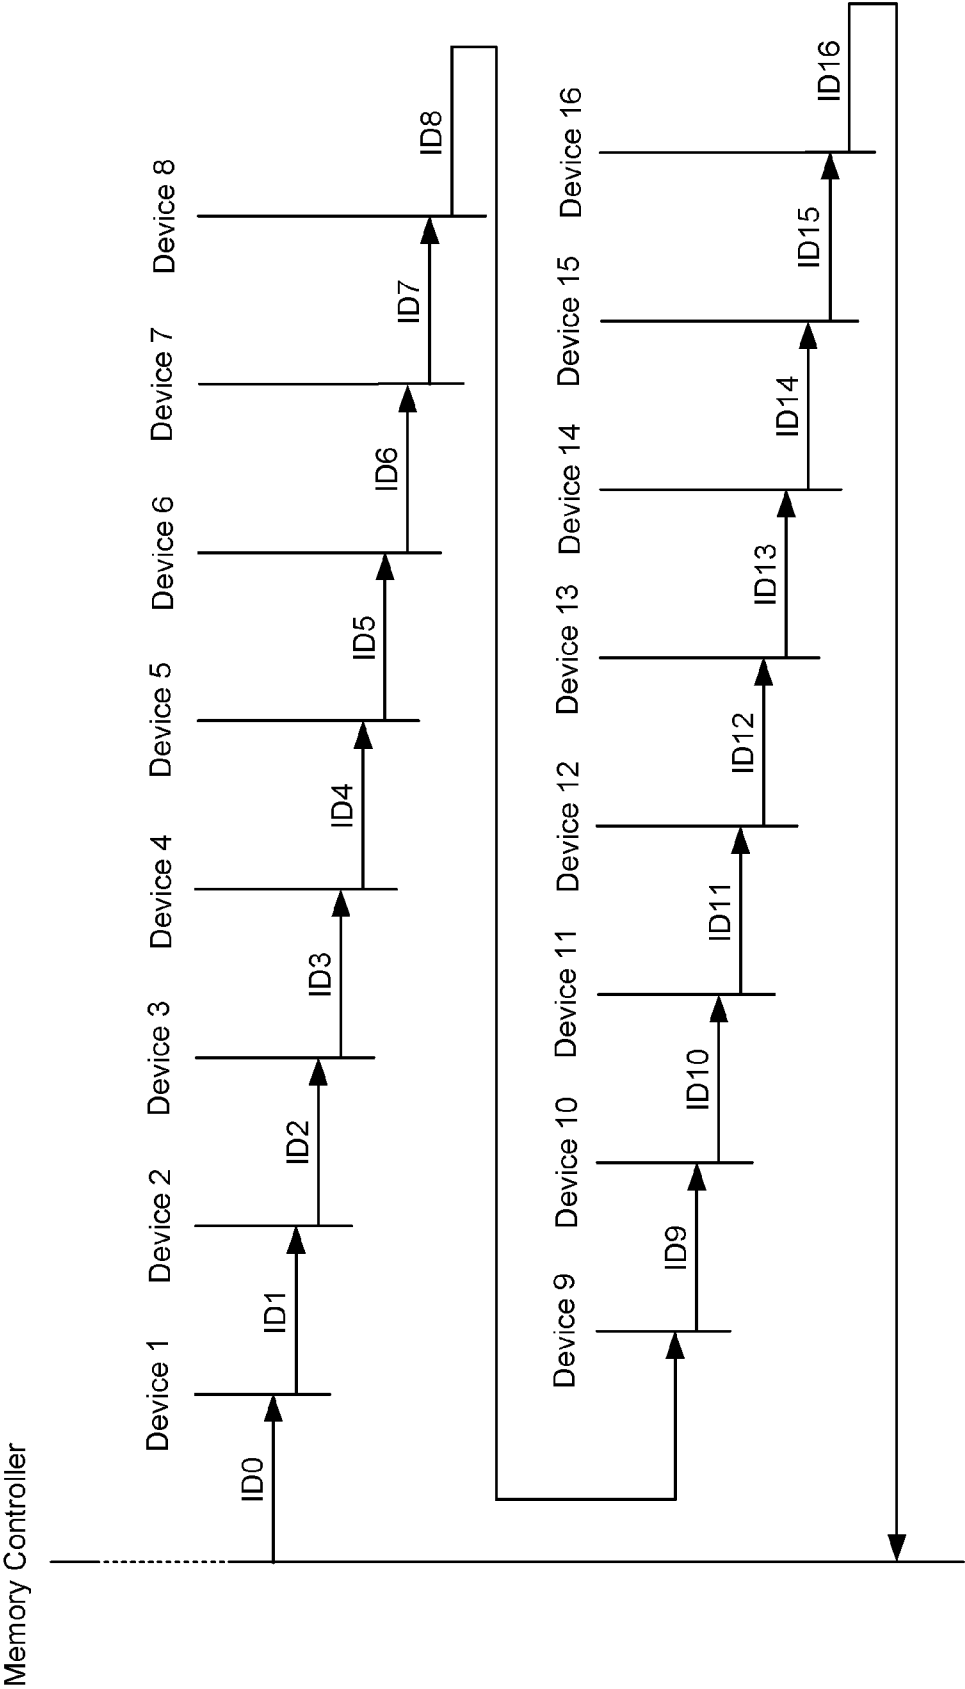 Memory Controller
Device 1
Device 2
Device 3
Device 4
Device 5
Device 6
Device 7
Device 8
ID0
ID1
ID2
ID3
ID4
ID5
ID6
ID7
ID8
Device 9
Device 10
Device 11
Device 12
Device 13
Device 14
Device 15
Device 16
ID9
ID10
ID11
ID12
ID13
ID14
ID15
ID16